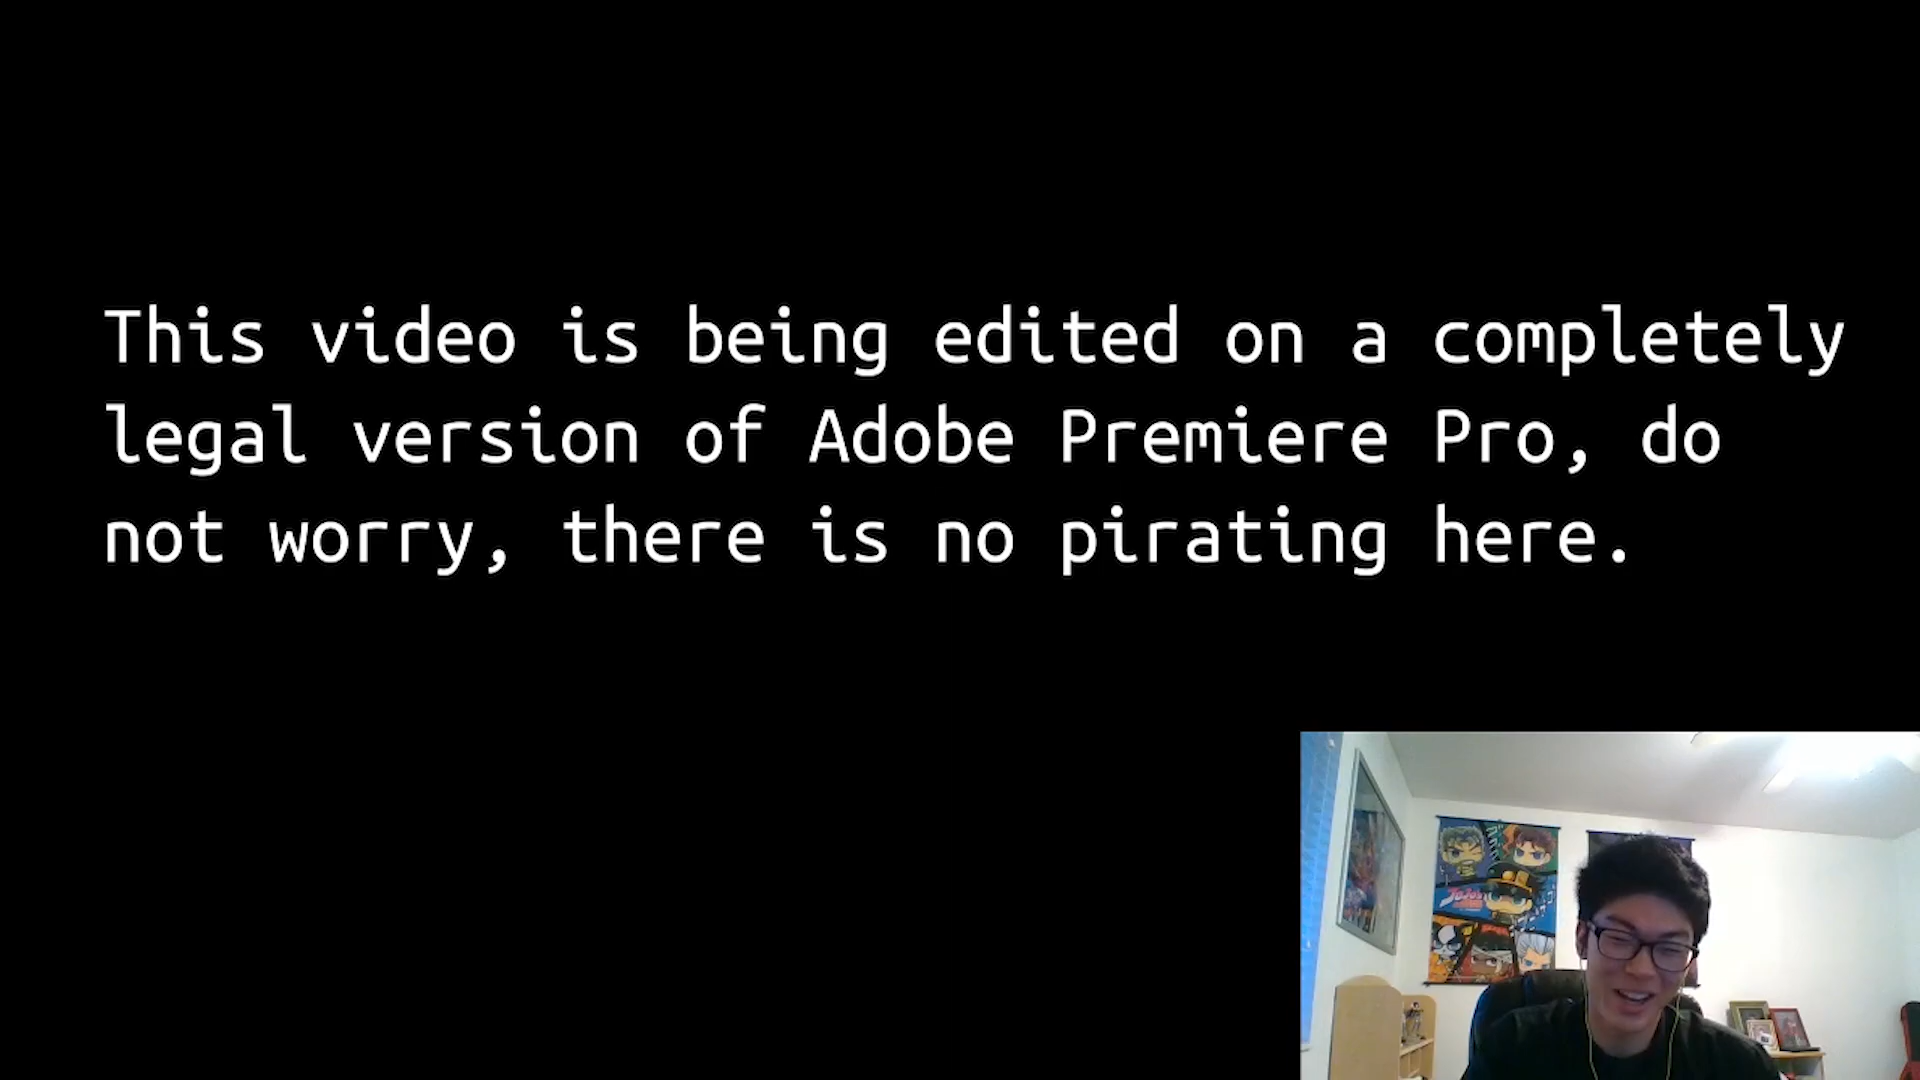 This video is being edited on a completely
legal version of Adobe Premiere Pro, do
not worry, there is no pirating here.
JoJo's